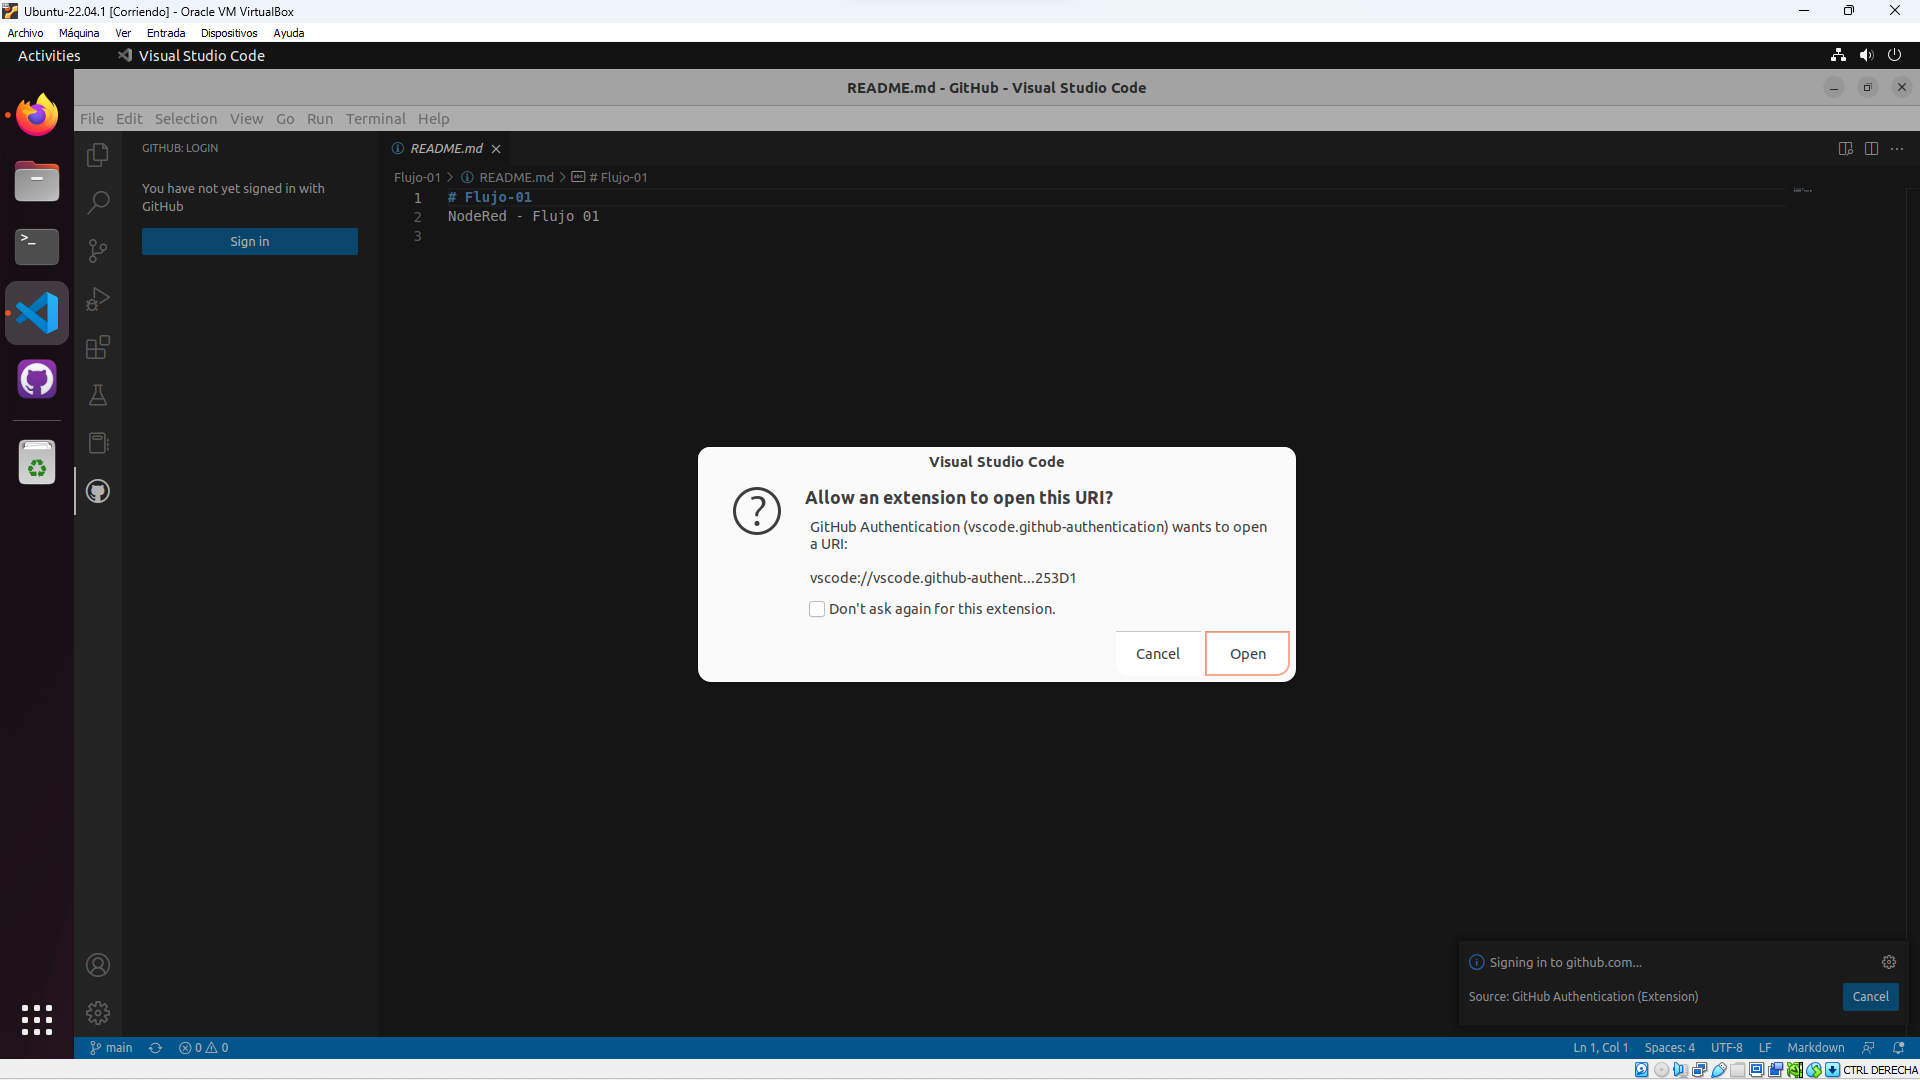 Ubuntu-22.04.1 [Corriendo] - Oracle VM VirtualBox
Archivo Máquina Ver Entrada Dispositivos Ayuda
Activities Visual Studio Code
README.md - GitHub - Visual Studio Code
File Edit Selection View Go Run Terminal Help
GITHUB: LOGIN
You have not yet signed in with
GitHub
Sign in
README.md
Flujo-01 > README.md > # Flujo-01
1 # Flujo-01
2 NodeRed - Flujo 01
3
Visual Studio Code
Allow an extension to open this URI?
GitHub Authentication (vscode.github-authentication) wants to open
a URI:
vscode://vscode.github-authent...253D1
Don't ask again for this extension.
Cancel Open
Signing in to github.com...
Source: GitHub Authentication (Extension) Cancel
main 0 0 Ln 1, Col 1 Spaces: 4 UTF-8 LF Markdown
CTRL DERECHA